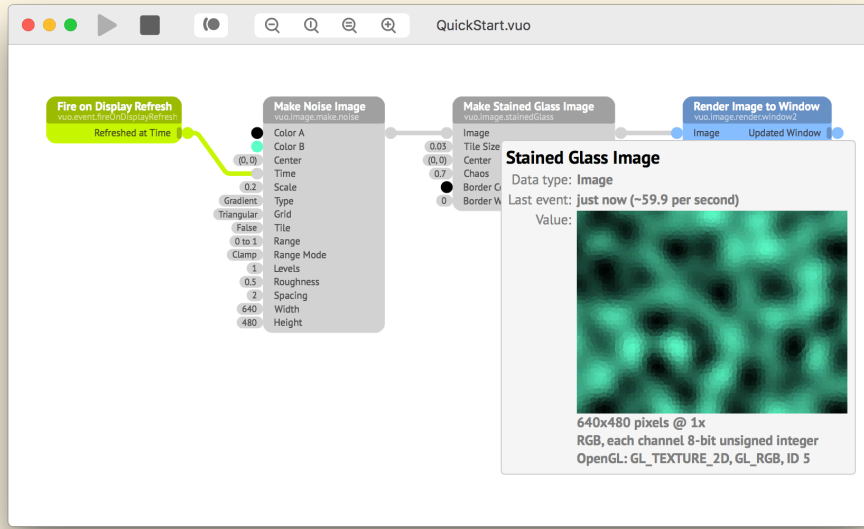 QuickStart.vuo
Fire on Display Refresh
vuo.event.fireOnDisplayRefresh
Refreshed at Time
Make Noise Image
vuo.image.make.noise
Color A
Color B
(0, 0) Center
Time
0.2 Scale
Gradient Type
Triangular Grid
False Tile
0 to 1 Range
Clamp Range Mode
1 Levels
0.5 Roughness
2 Spacing
640 Width
480 Height
Make Stained Glass Image
vuo.image.stainedGlass
Image
0.03 Tile Size
(0, 0) Center
0.7 Chaos
Border
0 Border
Render Image to Window
vuo.image.render.window2
Image Updated Window
Stained Glass Image
Data type: Image
Last event: just now (~59.9 per second)
Value:
640x480 pixels @ 1x
RGB, each channel 8-bit unsigned integer
OpenGL: GL_TEXTURE_2D, GL_RGB, ID 5